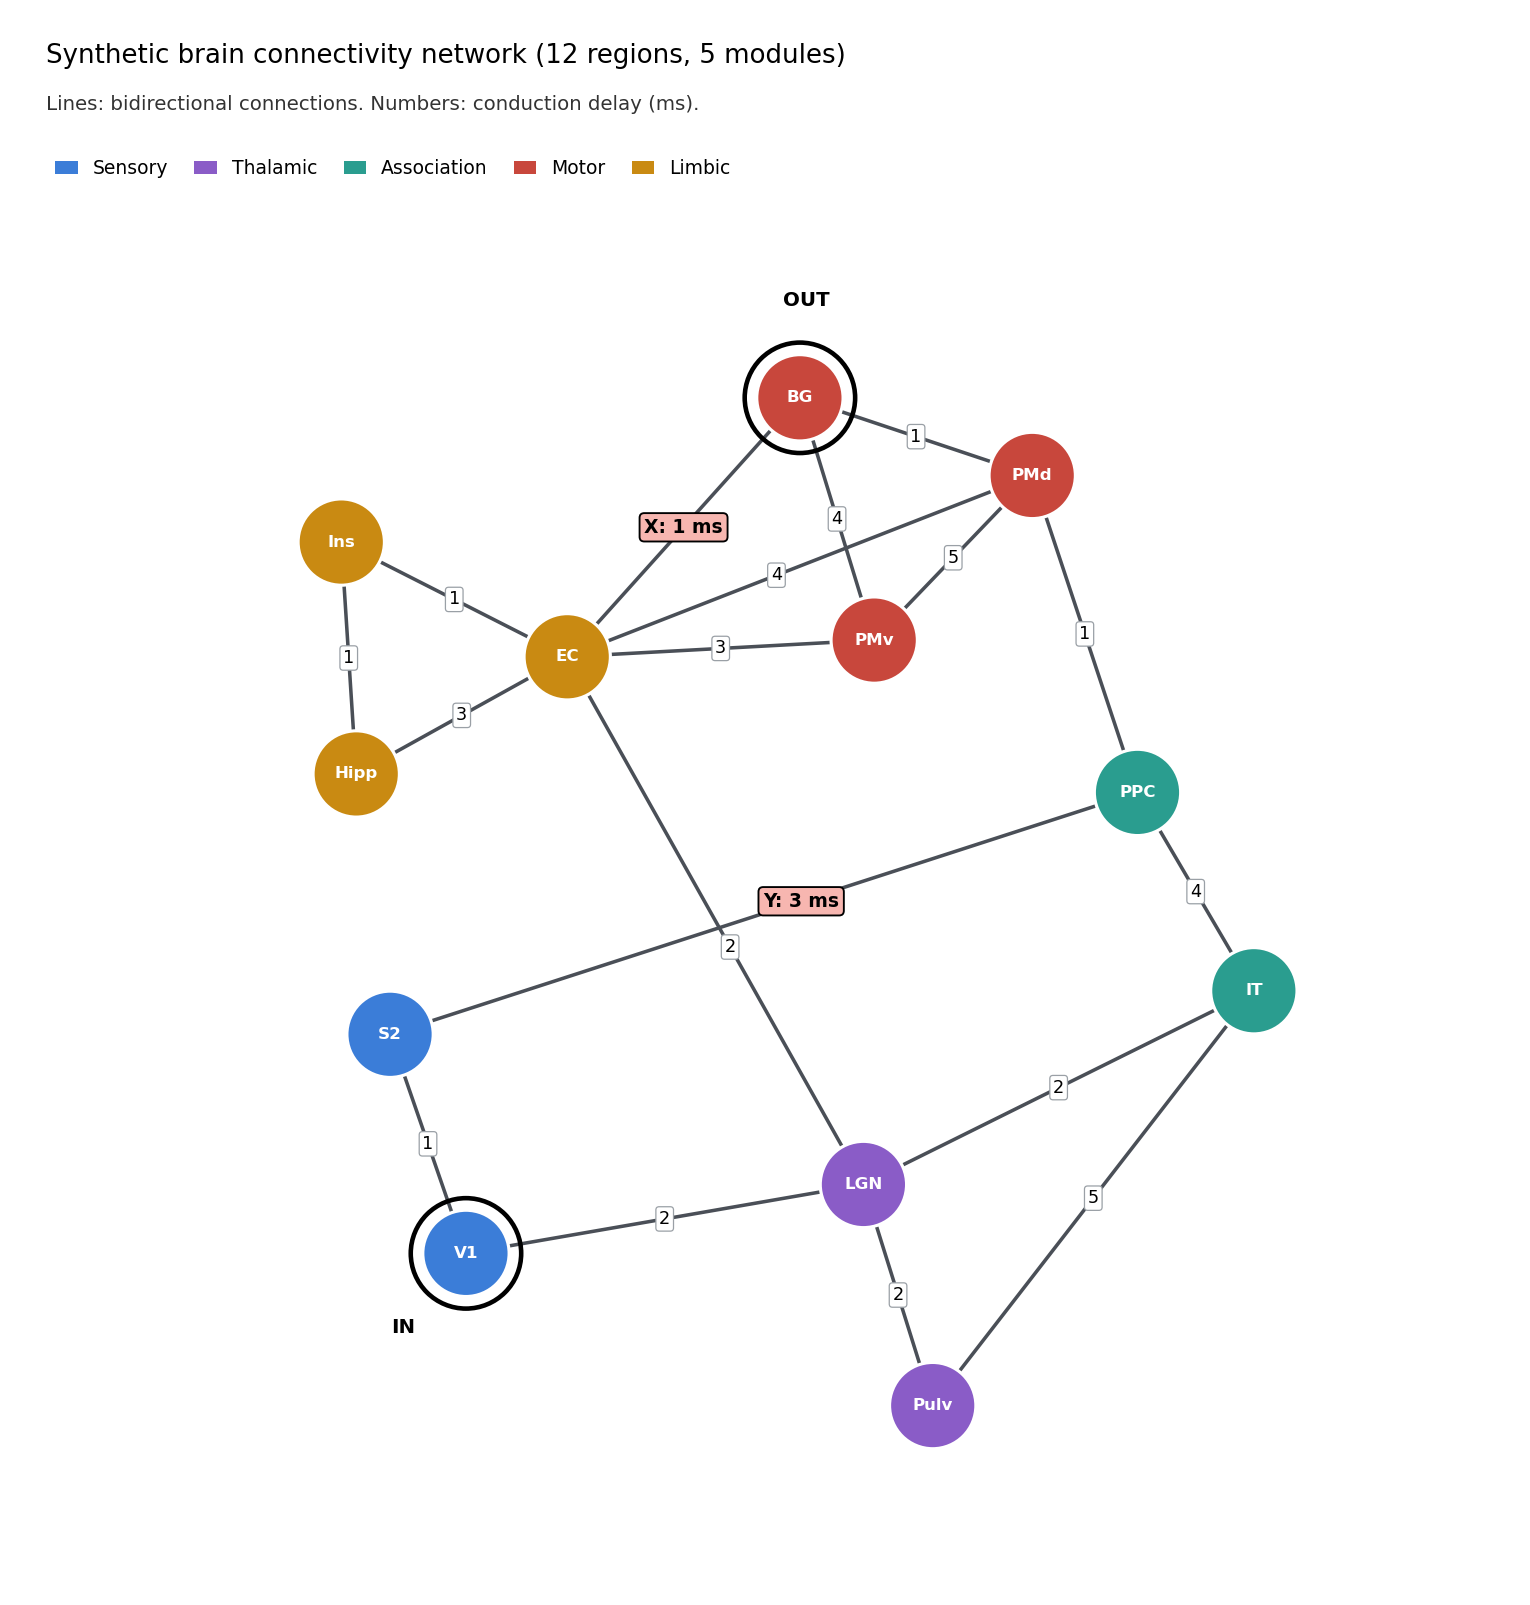 Synthetic brain connectivity network (12 regions, 5 modules)
Lines: bidirectional connections. Numbers: conduction delay (ms).
Sensory Thalamic Association Motor Limbic
OUT
BG
1
PMd
4
X: 1 ms
Ins
4
5
1
1
1
3
PMv
EC
3
Hipp
PPC
4
Y: 3 ms
2
IT
S2
2
1
LGN
5
2
V1
2
IN
Pulv